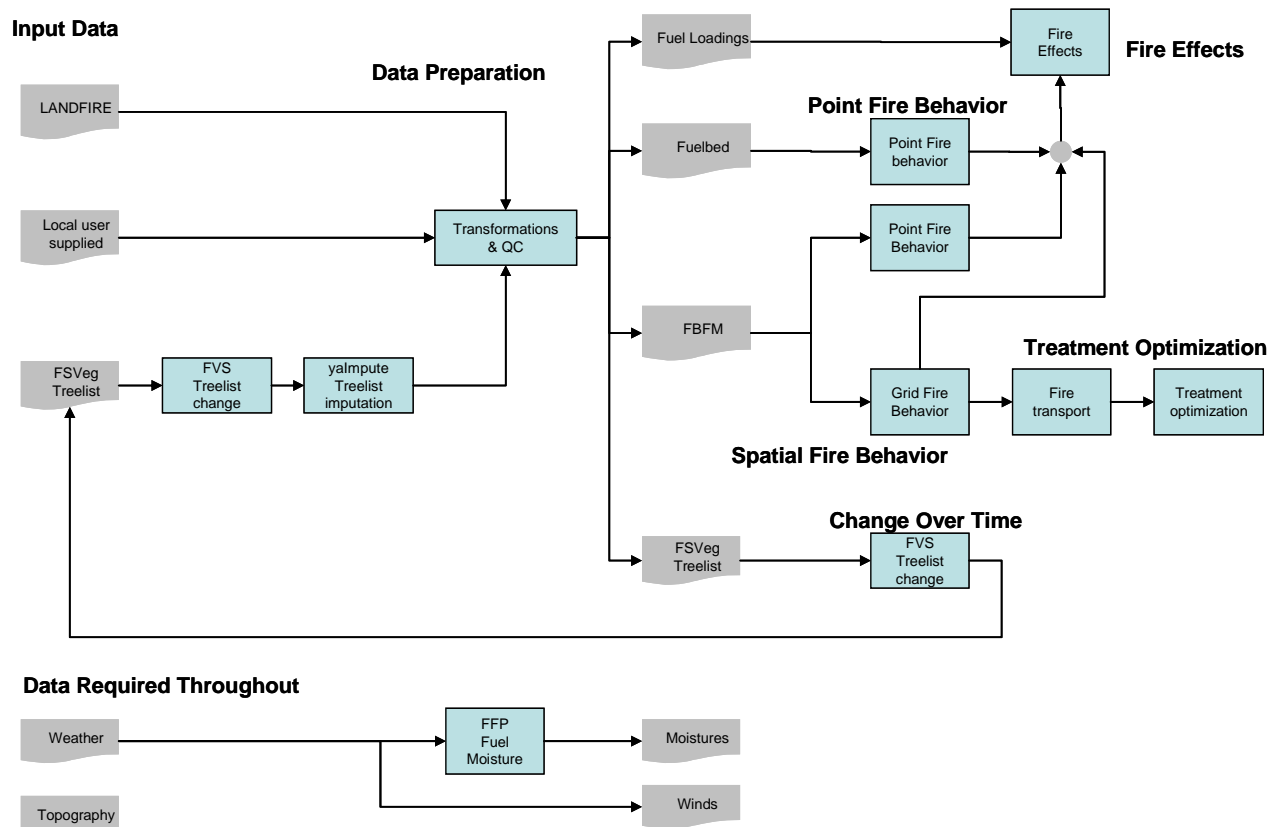 Input Data
Data Preparation
Fuel Loadings
Fire
Effects
Fire Effects
LANDFIRE
Point Fire Behavior
Fuelbed
Point Fire
behavior
Local user
supplied
Transformations
& QC
Point Fire
Behavior
FBFM
Treatment Optimization
FSVeg
Treelist
FVS
Treelist
change
yaImpute
Treelist
imputation
Grid Fire
Behavior
Fire
transport
Treatment
optimization
Spatial Fire Behavior
Change Over Time
FSVeg
Treelist
FVS
Treelist
change
Data Required Throughout
Weather
FFP
Fuel
Moisture
Moistures
Winds
Topography